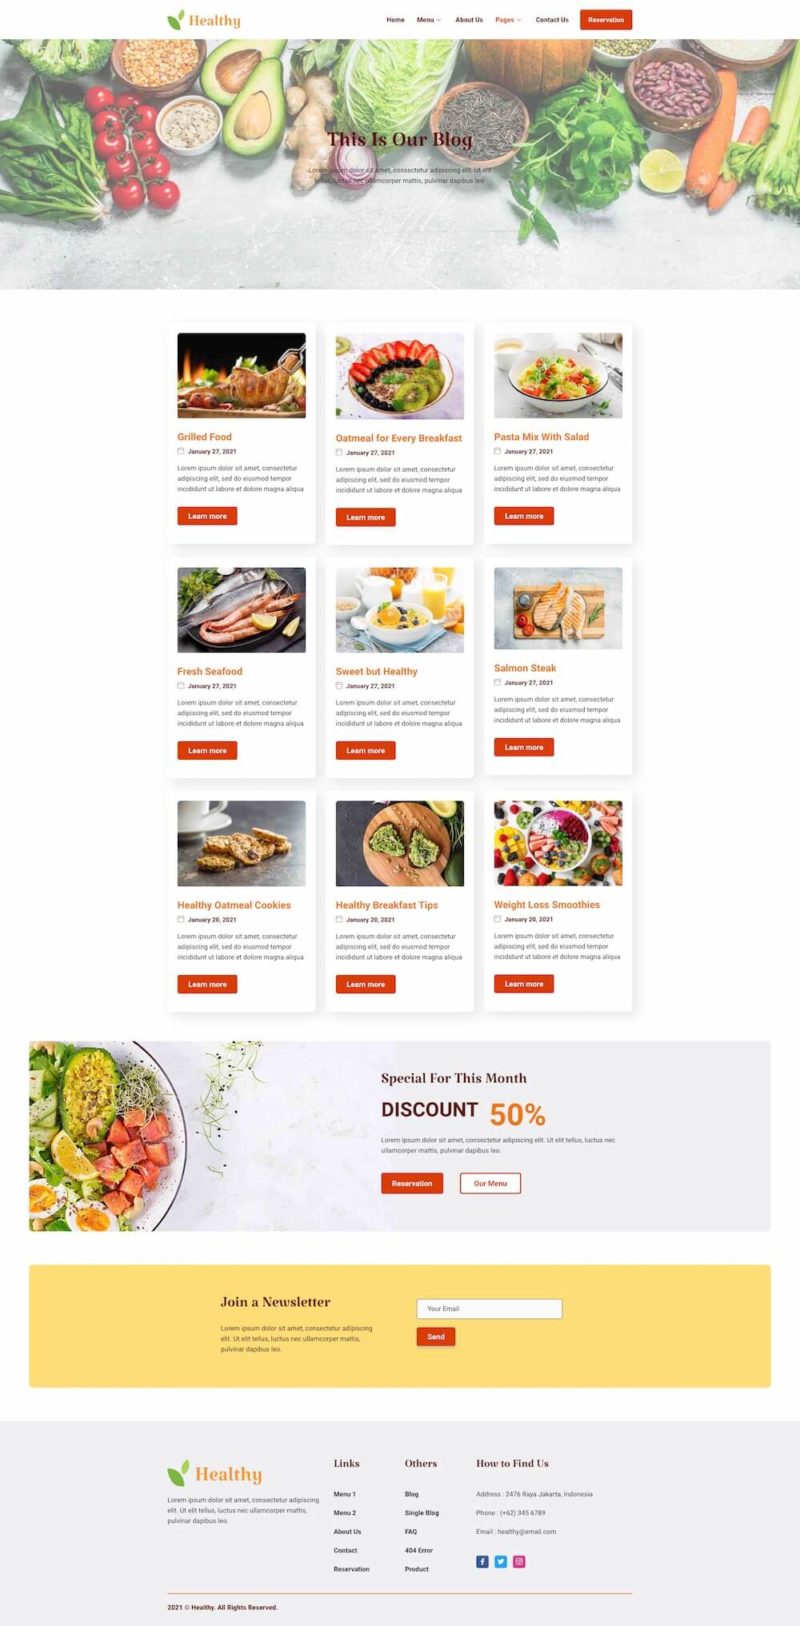 Healthy
Home
Menu
About Us
Pages
Contact Us
Reservation
This Is Our Blog
Lorem ipsum dolor sit amet, consectetur adipiscing elit. Ut elit
tellus, luctus nec ullamcorper mattis, pulvinar dapibus leo.
Grilled Food
January 27, 2021
Lorem ipsum dolor sit amet, consectetur
adipiscing elit, sed do eiusmod tempor
incididunt ut labore et dolore magna aliqua
Learn more
Oatmeal for Every Breakfast
January 27, 2021
Lorem ipsum dolor sit amet, consectetur
adipiscing elit, sed do eiusmod tempor
incididunt ut labore et dolore magna aliqua
Learn more
Pasta Mix With Salad
January 27, 2021
Lorem ipsum dolor sit amet, consectetur
adipiscing elit, sed do eiusmod tempor
incididunt ut labore et dolore magna aliqua
Learn more
Fresh Seafood
January 27, 2021
Lorem ipsum dolor sit amet, consectetur
adipiscing elit, sed do eiusmod tempor
incididunt ut labore et dolore magna aliqua
Learn more
Sweet but Healthy
January 27, 2021
Lorem ipsum dolor sit amet, consectetur
adipiscing elit, sed do eiusmod tempor
incididunt ut labore et dolore magna aliqua
Learn more
Salmon Steak
January 27, 2021
Lorem ipsum dolor sit amet, consectetur
adipiscing elit, sed do eiusmod tempor
incididunt ut labore et dolore magna aliqua
Learn more
Healthy Oatmeal Cookies
January 20, 2021
Lorem ipsum dolor sit amet, consectetur
adipiscing elit, sed do eiusmod tempor
incididunt ut labore et dolore magna aliqua
Learn more
Healthy Breakfast Tips
January 20, 2021
Lorem ipsum dolor sit amet, consectetur
adipiscing elit, sed do eiusmod tempor
incididunt ut labore et dolore magna aliqua
Learn more
Weight Loss Smoothies
January 20, 2021
Lorem ipsum dolor sit amet, consectetur
adipiscing elit, sed do eiusmod tempor
incididunt ut labore et dolore magna aliqua
Learn more
Special For This Month
DISCOUNT 50%
Lorem ipsum dolor sit amet, consectetur adipiscing elit. Ut elit tellus, luctus nec
ullamcorper mattis, pulvinar dapibus leo.
Reservation
Our Menu
Join a Newsletter
Lorem ipsum dolor sit amet, consectetur adipiscing
elit. Ut elit tellus, luctus nec ullamcorper mattis,
pulvinar dapibus leo.
Your Email
Send
Healthy
Lorem ipsum dolor sit amet, consectetur adipiscing
elit. Ut elit tellus, luctus nec ullamcorper mattis,
pulvinar dapibus leo.
Links
Menu 1
Menu 2
About Us
Contact
Reservation
Others
Blog
Single Blog
FAQ
404 Error
Product
How to Find Us
Address : 2476 Raya Jakarta, Indonesia
Phone : (+62) 345 6789
Email : healthy@email.com
2021 © Healthy. All Rights Reserved.